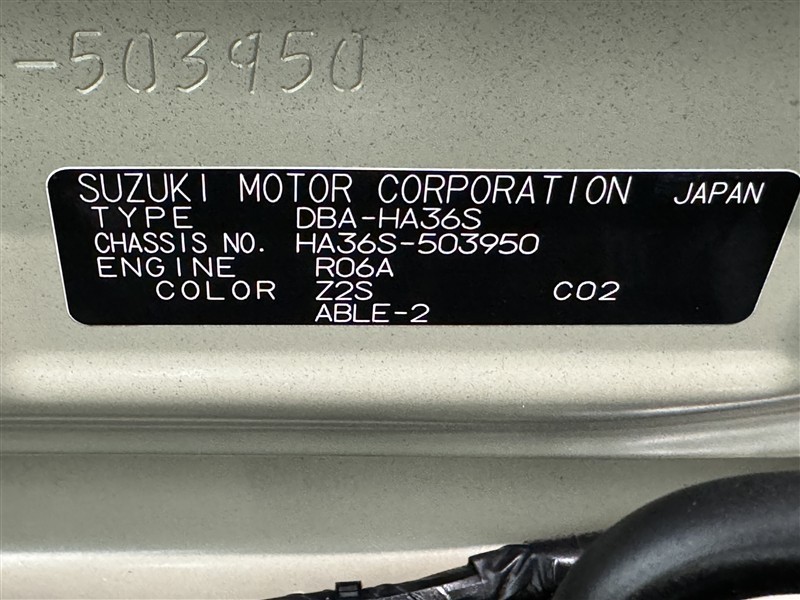 -503950
SUZUKI MOTOR CORPORATION JAPAN
TYPE DBA-HA36S
CHASSIS NO. HA36S-503950
ENGINE R06A
COLOR Z2S C02
ABLE-2